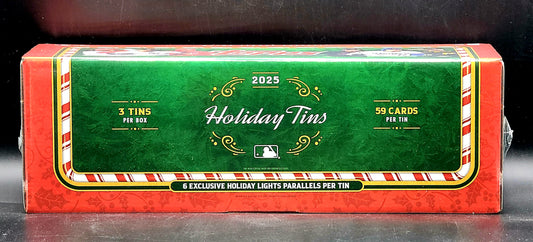 2025
3 TINS
PER BOX
Holiday Tins
59 CARDS
PER TIN
6 EXCLUSIVE HOLIDAY LIGHTS PARALLELS PER TIN